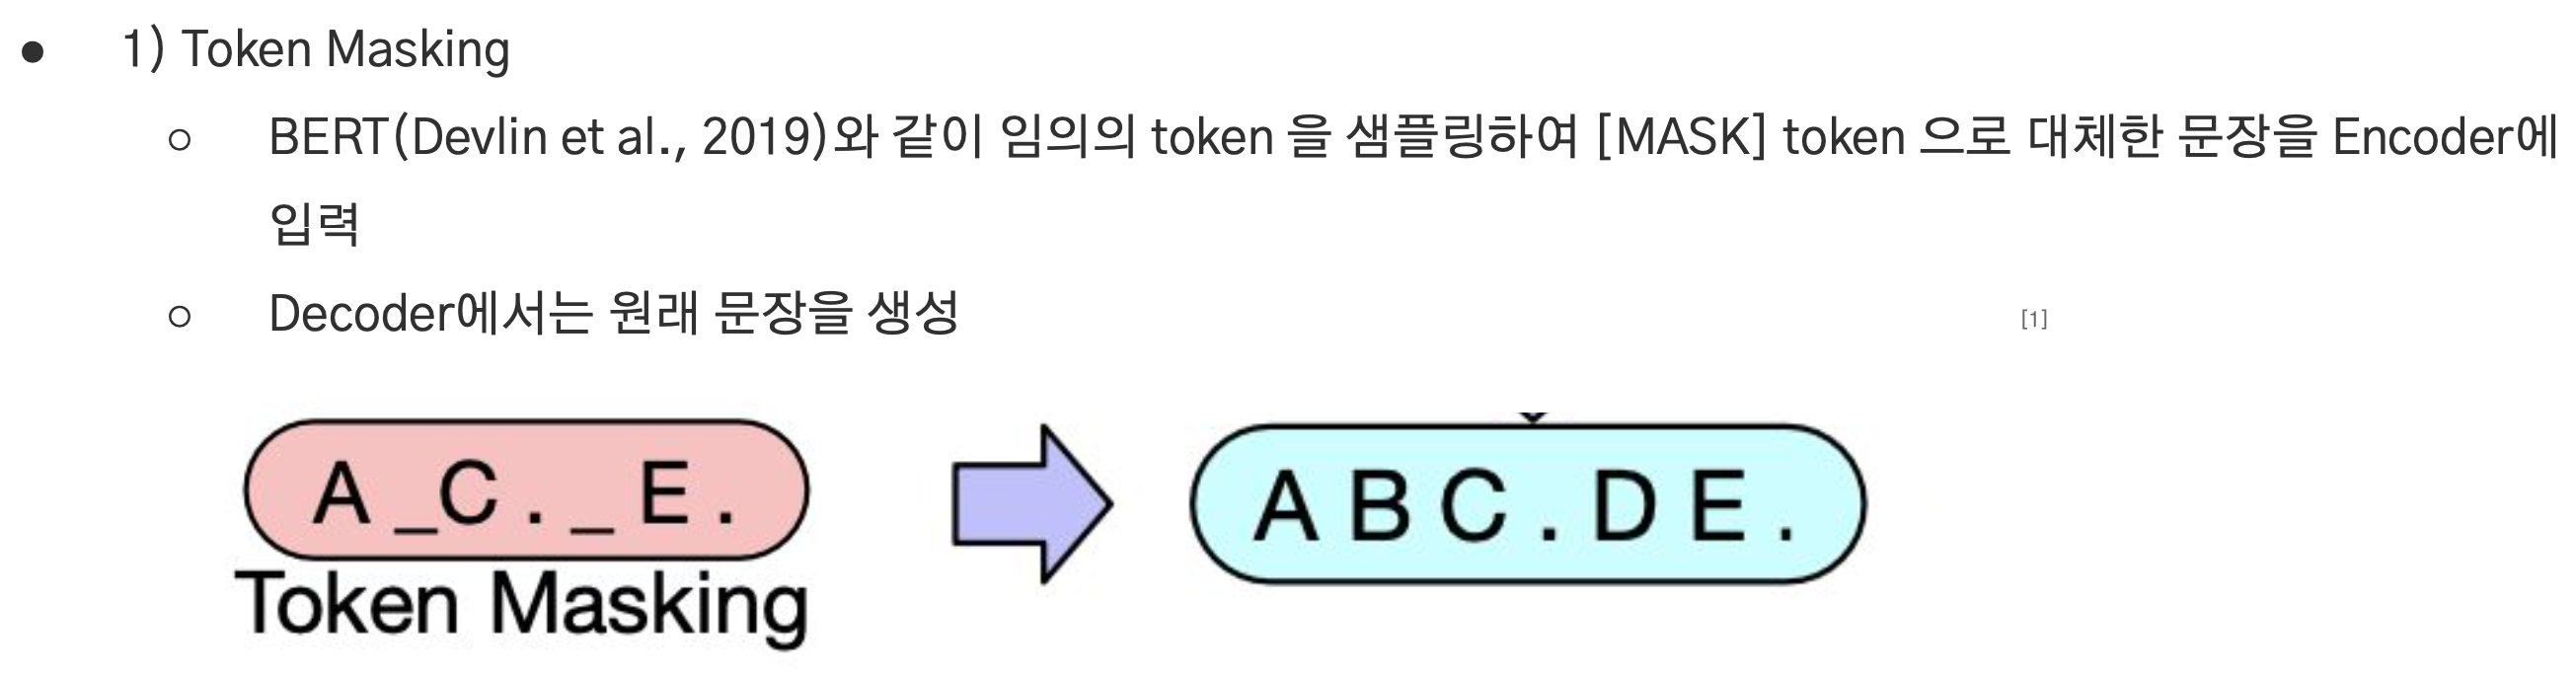 ● 1) Token Masking
○ BERT(Devlin et al., 2019)와 같이 임의의 token 을 샘플링하여 [MASK] token 으로 대체한 문장을 Encoder에
입력
○ Decoder에서는 원래 문장을 생성 [1]
A _C . _ E . A B C . D E .
Token Masking